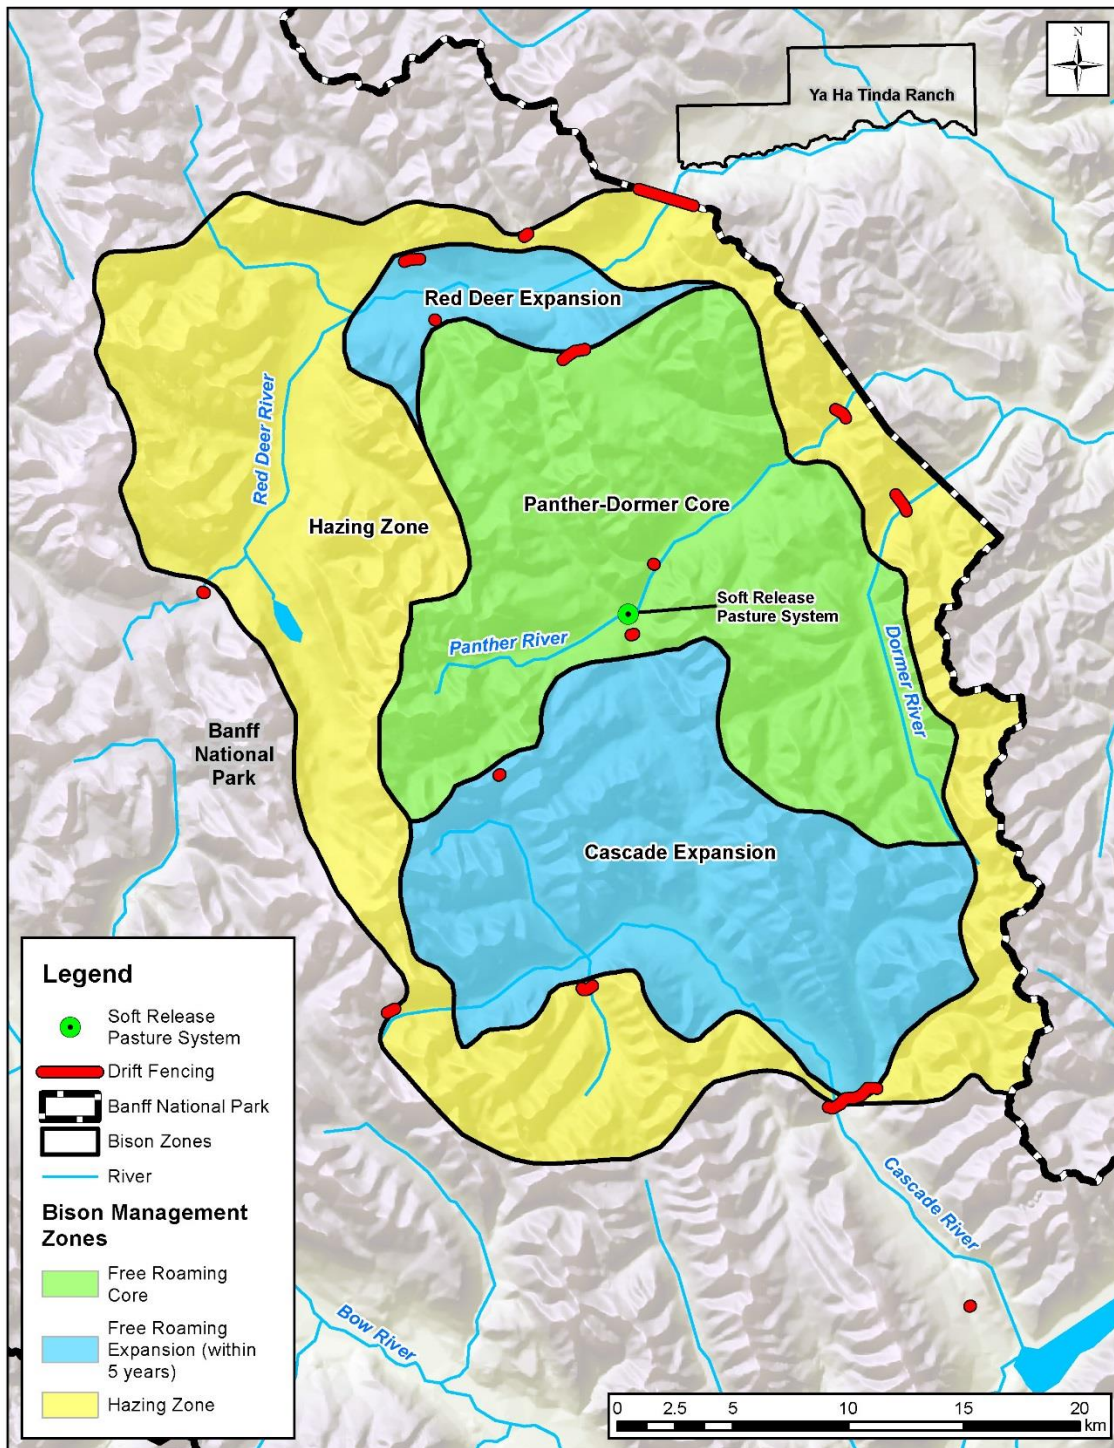 N
Ya Ha Tinda Ranch
Red Deer Expansion
Red Deer River
Hazing Zone
Panther-Dormer Core
Soft Release
Pasture System
Panther River
Dormer River
Banff
National
Park
Cascade Expansion
Cascade River
Bow River
Legend
Soft Release
Pasture System
Drift Fencing
Banff National Park
Bison Zones
River
Bison Management
Zones
Free Roaming
Core
Free Roaming
Expansion (within
5 years)
Hazing Zone
0 2.5 5 10 15 20
km